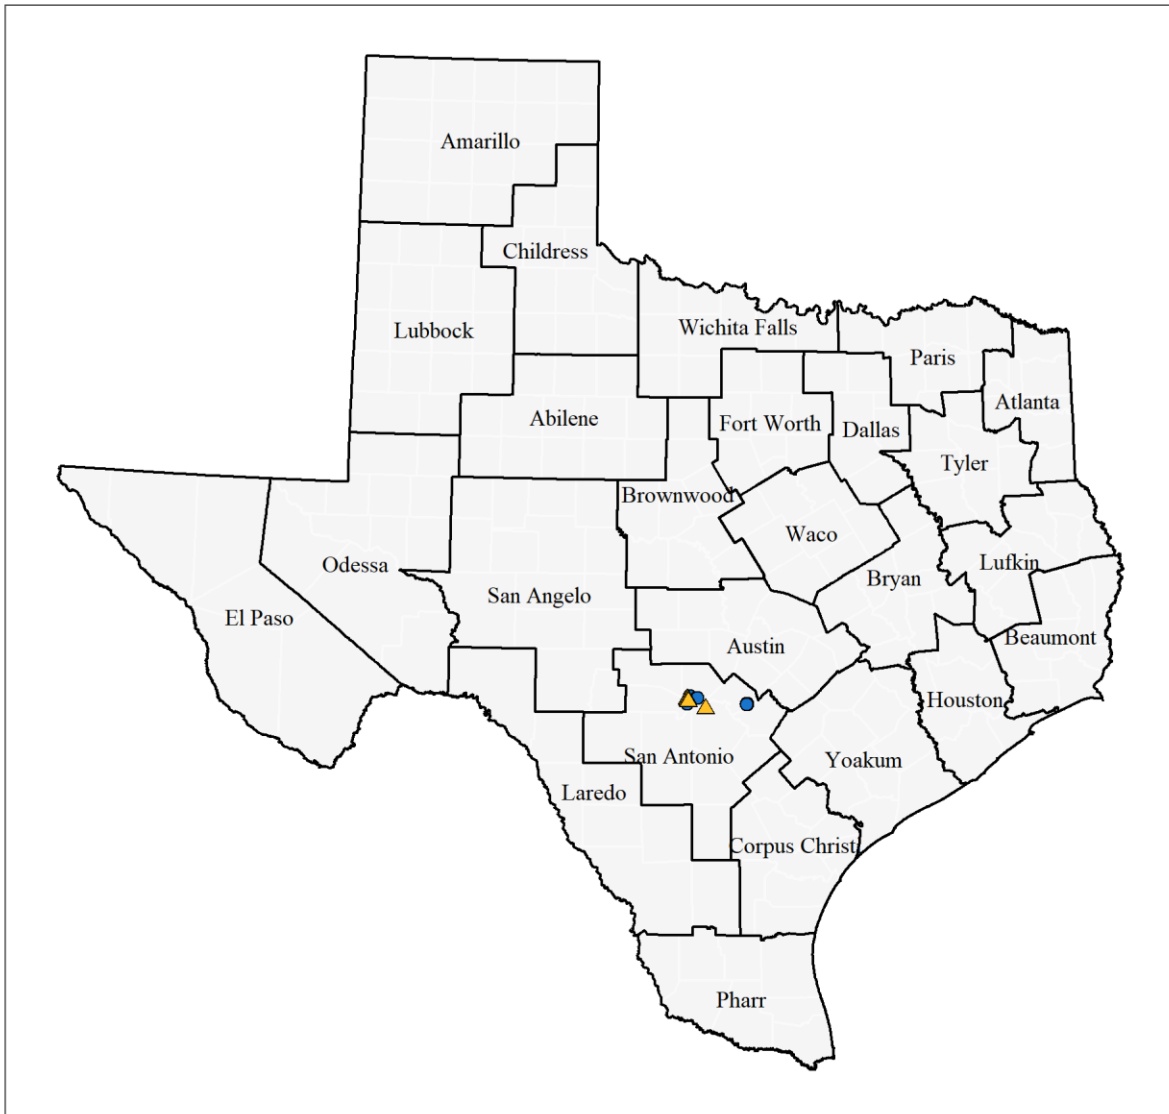 Amarillo
Childress
Lubbock
Wichita Falls
Paris
Atlanta
Abilene
Fort Worth
Dallas
Tyler
Brownwood
Waco
Odessa
San Angelo
Bryan
Lufkin
El Paso
Austin
Beaumont
Houston
San Antonio
Yoakum
Laredo
Corpus Christ
Pharr